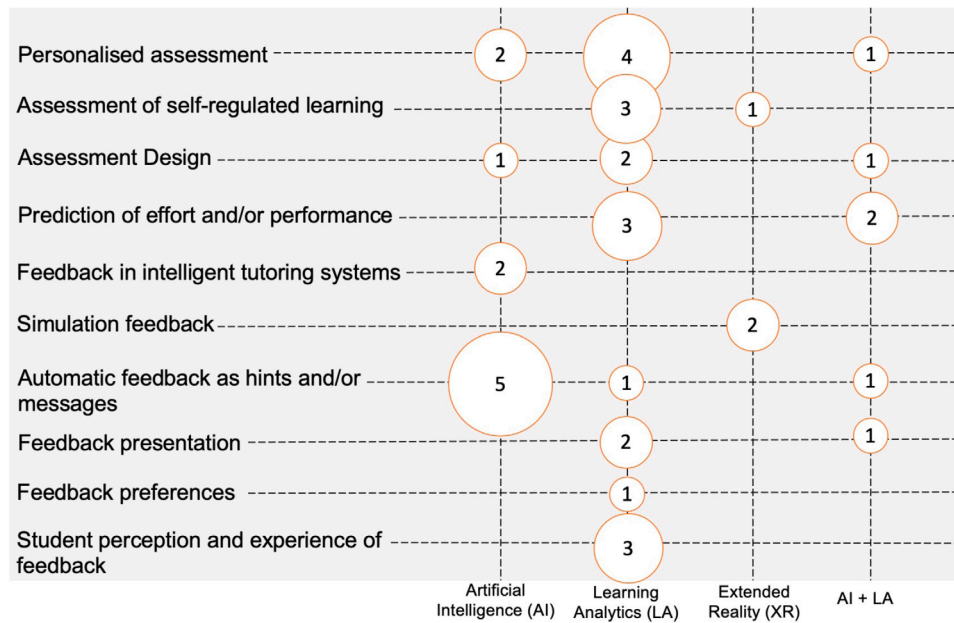 Personalised assessment 2 4 1
Assessment of self-regulated learning 3 1
Assessment Design 1 2 1
Prediction of effort and/or performance 3 2
Feedback in intelligent tutoring systems 2
Simulation feedback 2
Automatic feedback as hints and/or
messages 5 1 1
Feedback presentation 2 1
Feedback preferences 1
Student perception and experience of
feedback 3
Artificial
Intelligence (AI)
Learning
Analytics (LA)
Extended
Reality (XR)
AI + LA